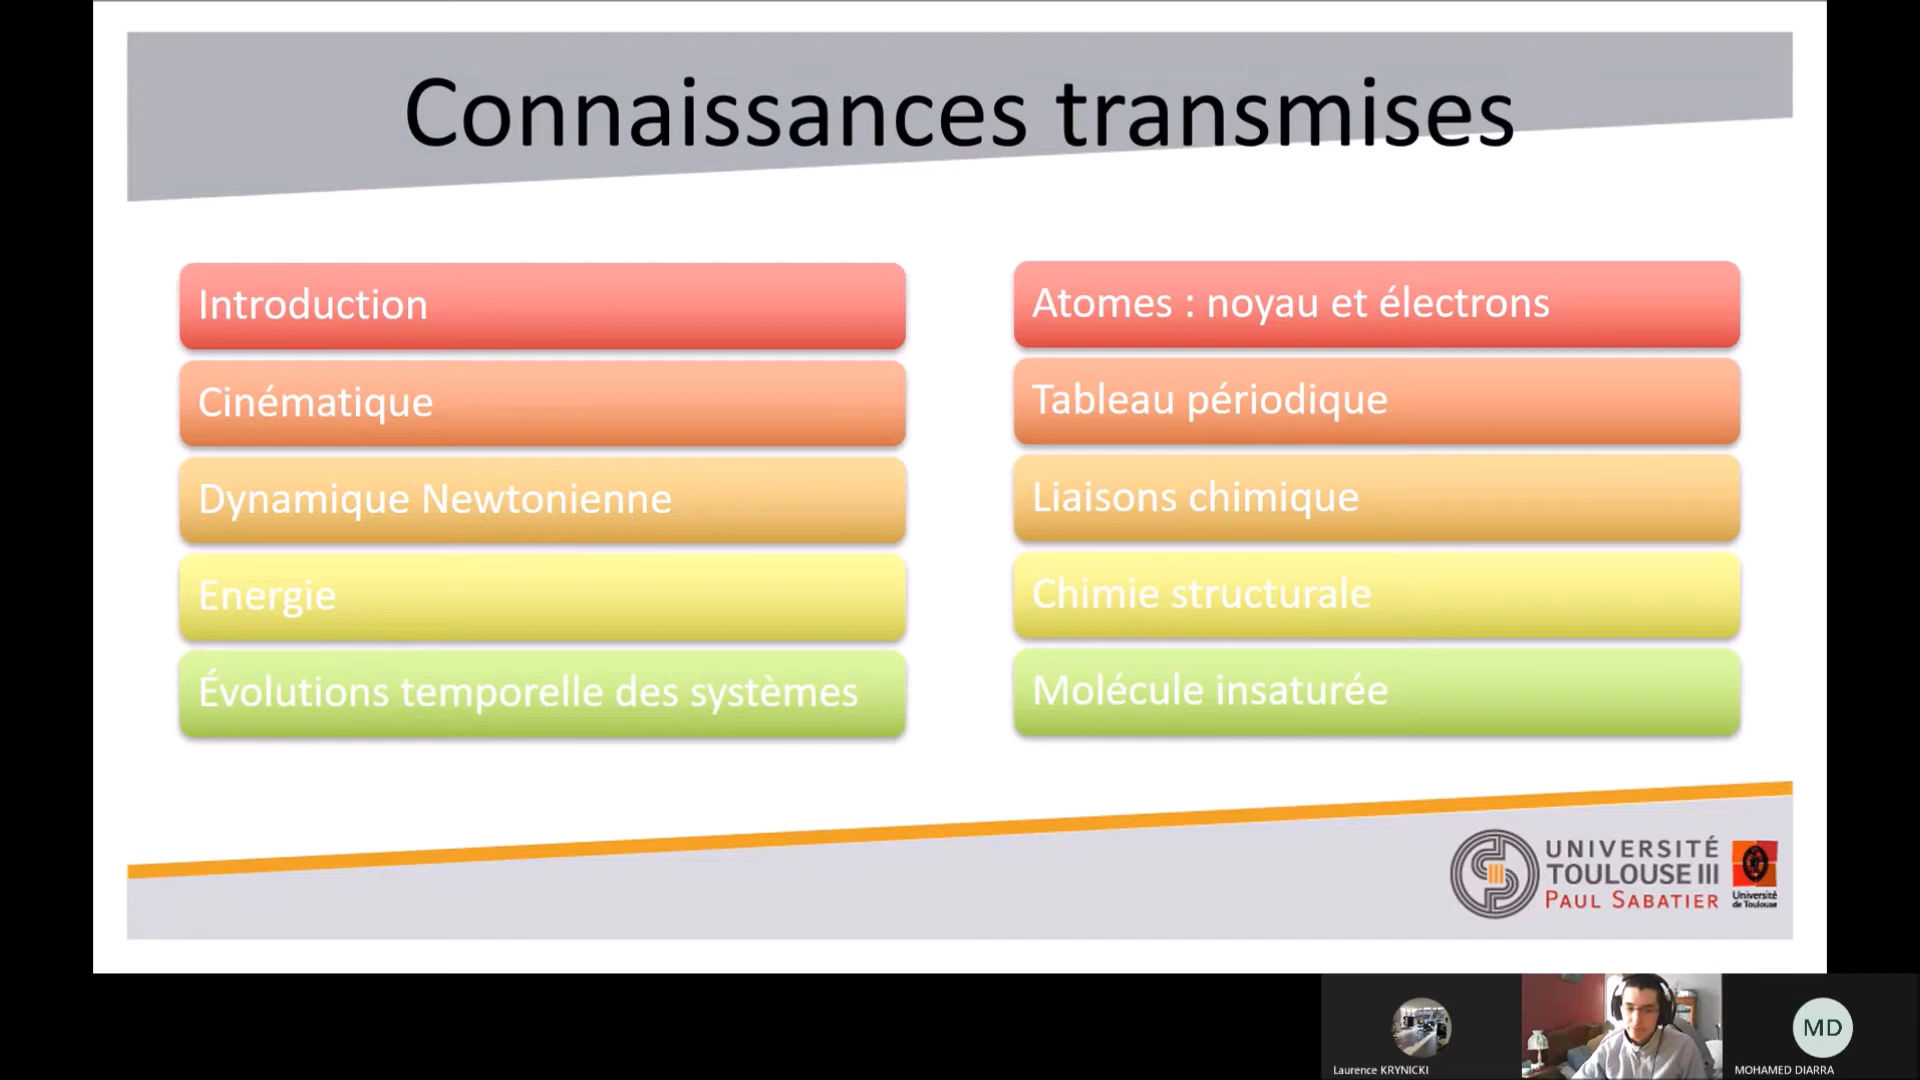 Connaissances transmises
Introduction
Cinématique
Dynamique Newtonienne
Energie
Évolutions temporelle des systèmes
Atomes : noyau et électrons
Tableau périodique
Liaisons chimique
Chimie structurale
Molécule insaturée
UNIVERSITÉ
TOULOUSE III
PAUL SABATIER
Université
de Toulouse
Laurence KRYNICKI
MD
MOHAMED DIARRA